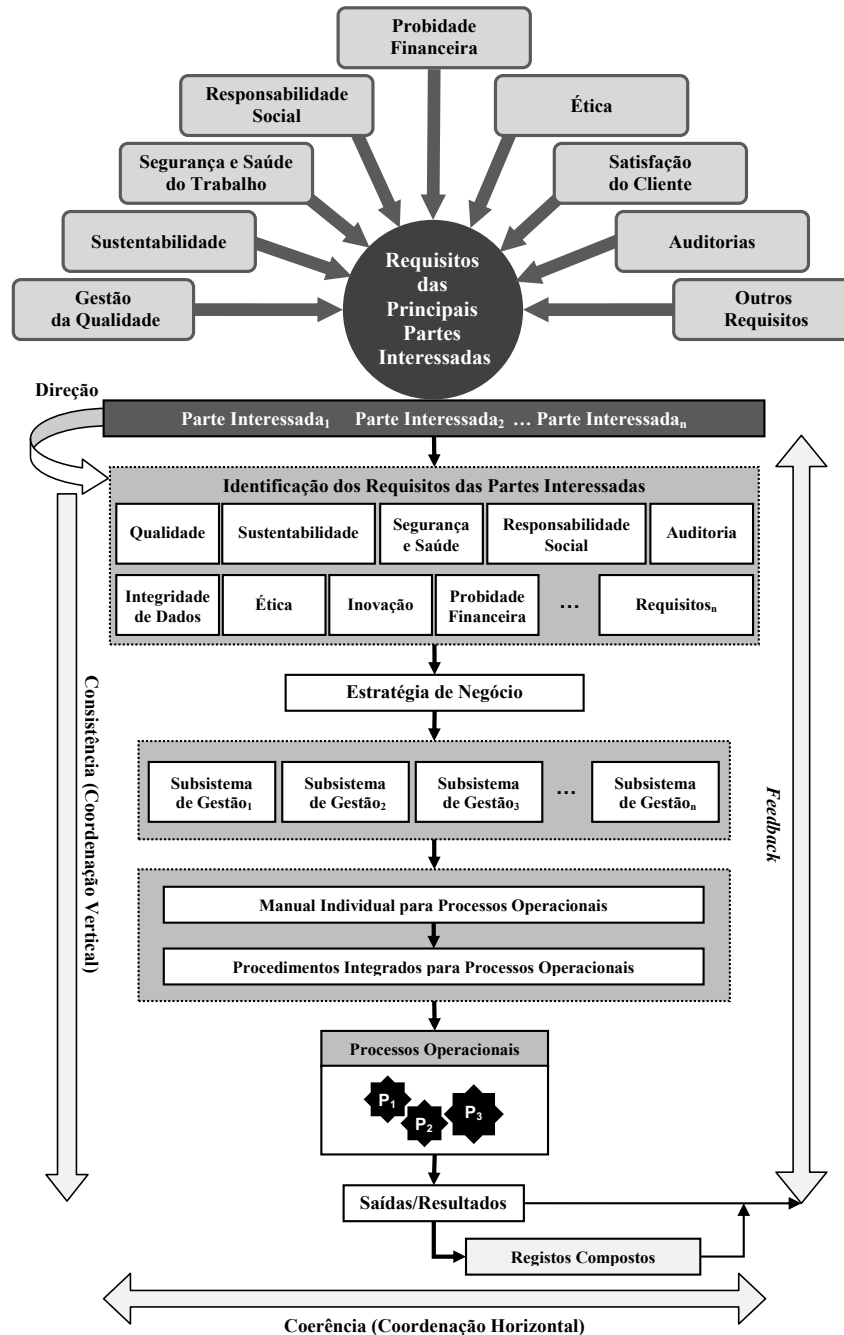 Probidade
Financeira
Responsabilidade
Social
Ética
Segurança e Saúde
do Trabalho
Satisfação
do Cliente
Sustentabilidade
Auditorias
Gestão
da Qualidade
Outros
Requisitos
Requisitos
das
Principais
Partes
Interessadas
Direção
Parte Interessada₁ Parte Interessada₂ … Parte Interessadaₙ
Identificação dos Requisitos das Partes Interessadas
Qualidade
Sustentabilidade
Segurança
e Saúde
Responsabilidade
Social
Auditoria
Integridade
de Dados
Ética
Inovação
Probidade
Financeira
…
Requisitosₙ
Estratégia de Negócio
Subsistema
de Gestão₁
Subsistema
de Gestão₂
Subsistema
de Gestão₃
…
Subsistema
de Gestãoₙ
Manual Individual para Processos Operacionais
Procedimentos Integrados para Processos Operacionais
Processos Operacionais
P₁
P₂
P₃
Saídas/Resultados
Registos Compostos
Consistência (Coordenação Vertical)
Feedback
Coerência (Coordenação Horizontal)